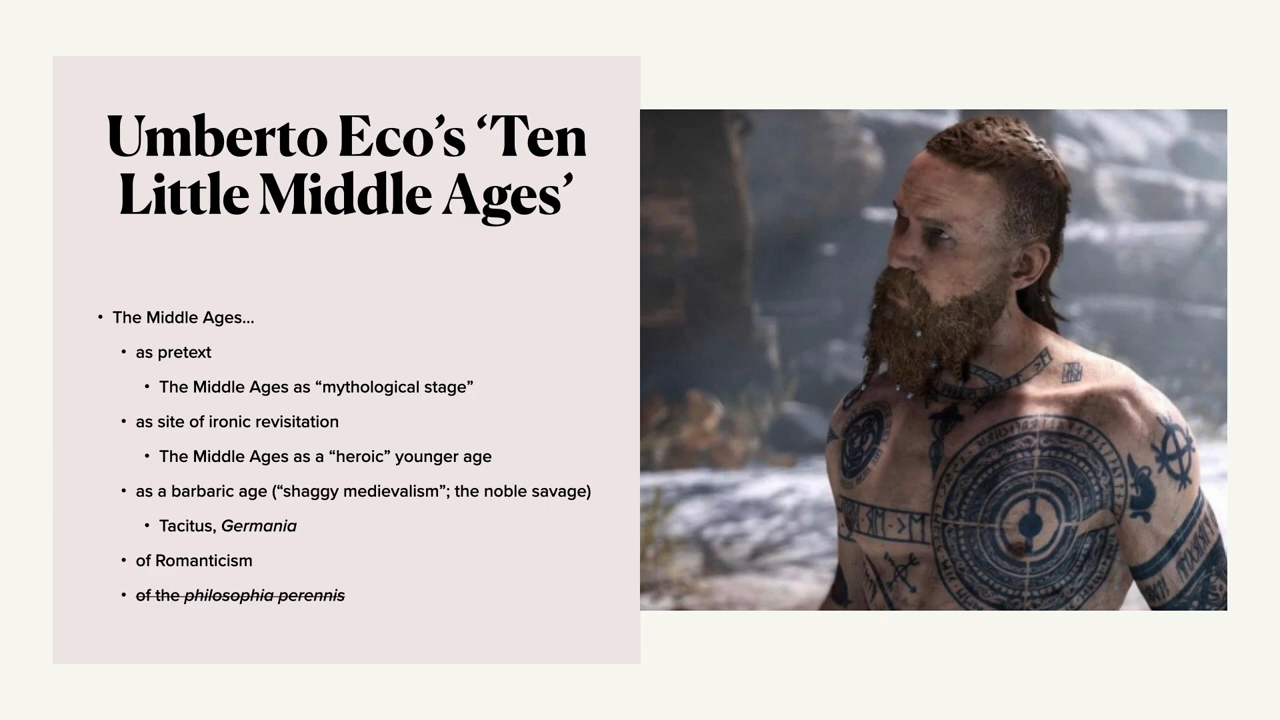 Umberto Eco’s ‘Ten
Little Middle Ages’
• The Middle Ages...
• as pretext
• The Middle Ages as “mythological stage”
• as site of ironic revisitation
• The Middle Ages as a “heroic” younger age
• as a barbaric age (“shaggy medievalism”; the noble savage)
• Tacitus, Germania
• of Romanticism
• of the philosophia perennis